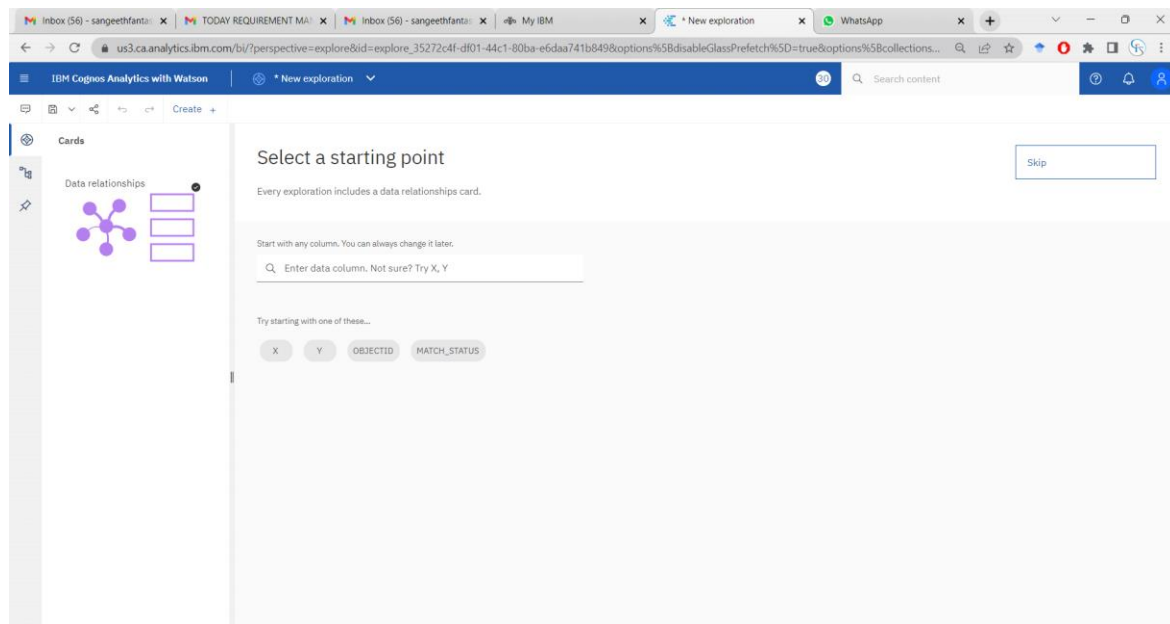 Inbox (56) - sangeethfantas
TODAY REQUIREMENT MAI
Inbox (56) - sangeethfantas
My IBM
* New exploration
WhatsApp
us3.ca.analytics.ibm.com/bi/?perspective=explore&id=explore_35272c4f-df01-44c1-80ba-e6daa741b849&options%5BdisableGlassPrefetch%5D=true&options%5Bcollections...
IBM Cognos Analytics with Watson
* New exploration
30
Search content
Create +
Cards
Data relationships
Select a starting point
Skip
Every exploration includes a data relationships card.
Start with any column. You can always change it later.
Enter data column. Not sure? Try X, Y
Try starting with one of these...
X Y OBJECTID MATCH_STATUS